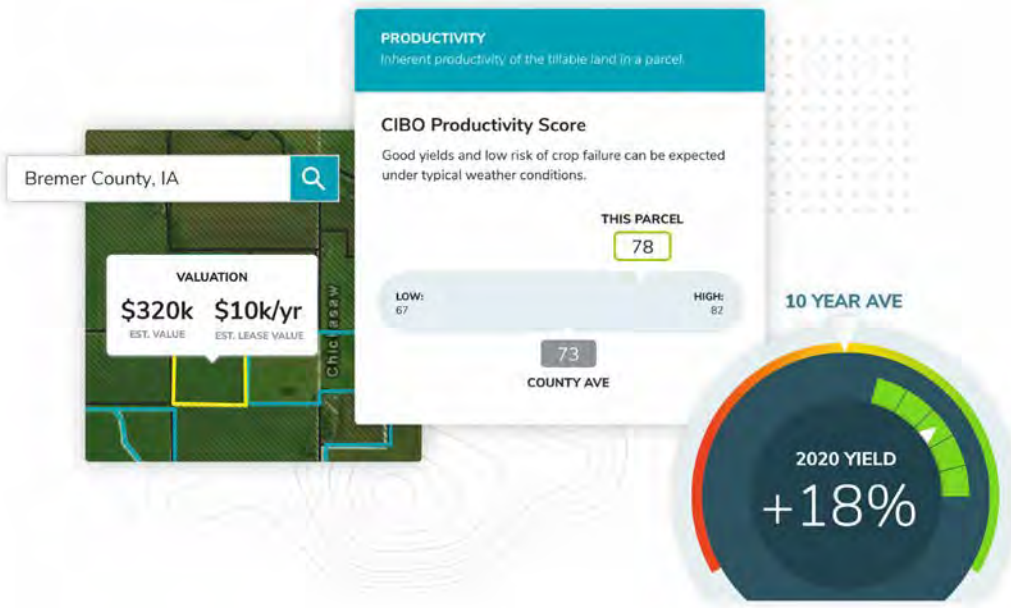 PRODUCTIVITY
Inherent productivity of the tillable land in a parcel.
CIBO Productivity Score
Good yields and low risk of crop failure can be expected
under typical weather conditions.
Bremer County, IA
THIS PARCEL
78
VALUATION
$320k $10k/yr
EST. VALUE EST. LEASE VALUE
Chickasaw
LOW: HIGH:
67 82
73
COUNTY AVE
10 YEAR AVE
2020 YIELD
+18%